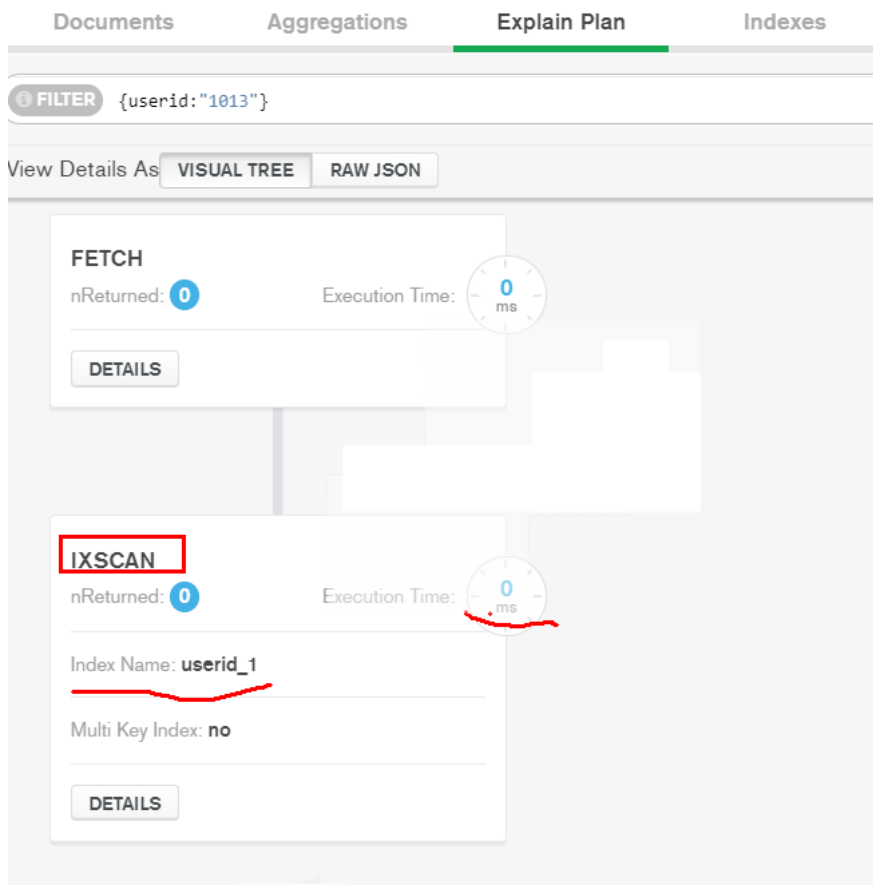 Documents Aggregations Explain Plan Indexes
FILTER {userid:"1013"}
View Details As VISUAL TREE RAW JSON
FETCH
nReturned: 0 Execution Time: 0 ms
DETAILS
IXSCAN
nReturned: 0 Execution Time: 0 ms
Index Name: userid_1
Multi Key Index: no
DETAILS